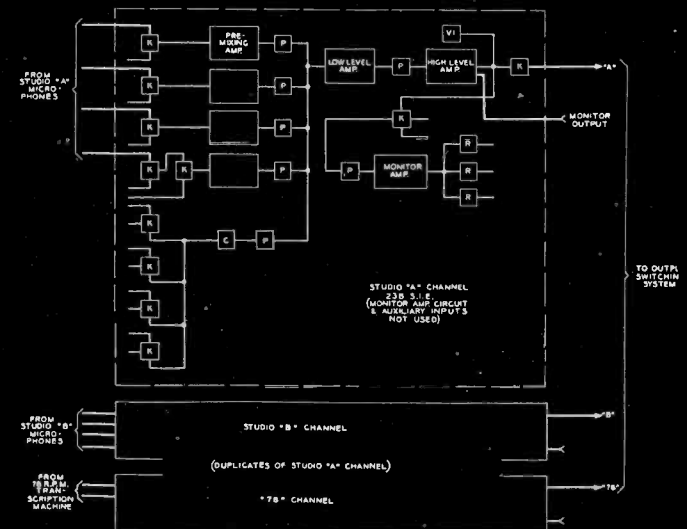 FROM
STUDIO "A"
MICRO-
PHONES
K
PRE-
MIXING
AMP.
P
K
P
K
P
K
K
P
K
K
K
K
C
P
LOW LEVEL
AMP.
P
HIGH LEVEL
AMP.
VI
K
"A"
MONITOR
OUTPUT
K
P
MONITOR
AMP.
R
R
R
STUDIO "A" CHANNEL
23B S.I.E.
(MONITOR AMP. CIRCUIT
& AUXILIARY INPUTS
NOT USED)
TO OUTPU
SWITCHIN
SYSTEM
FROM
STUDIO "B"
MICRO-
PHONES
STUDIO "B" CHANNEL
"B"
(DUPLICATES OF STUDIO "A" CHANNEL)
FROM
78 R.P.M.
TRAN-
SCRIPTION
MACHINE
"78" CHANNEL
"78"